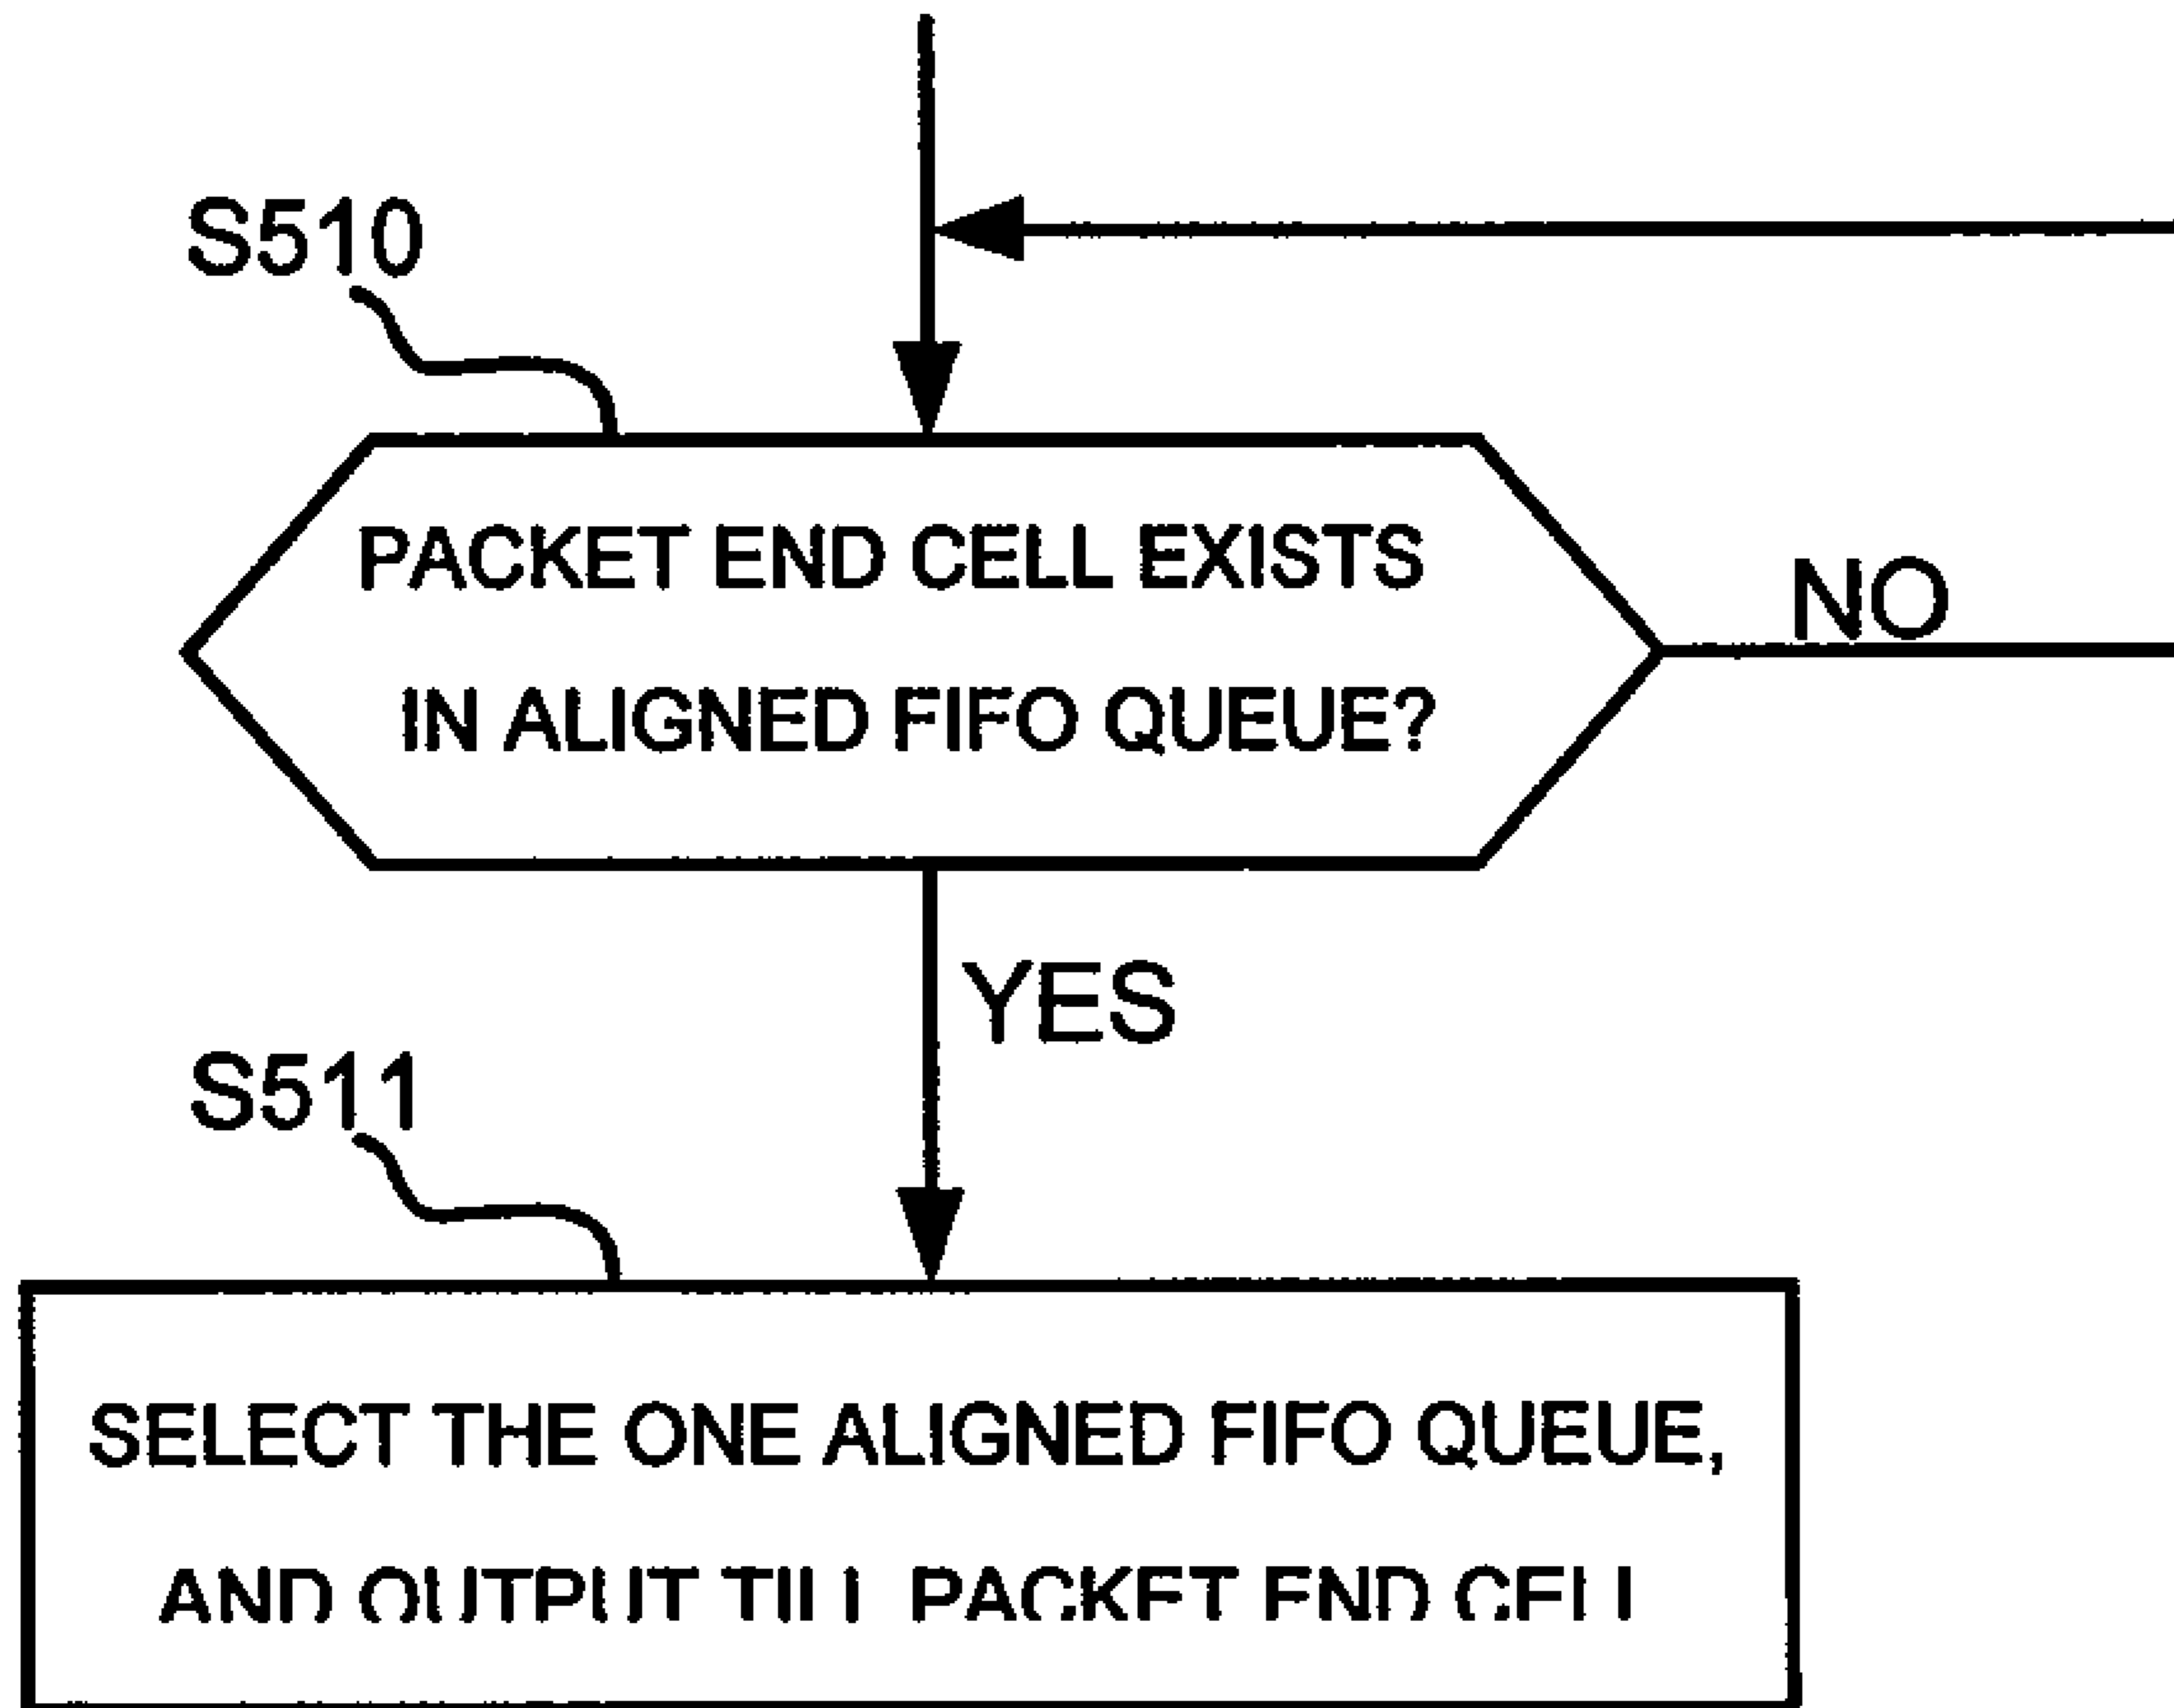 S510
PACKET END CELL EXISTS
IN ALIGNED FIFO QUEUE?
NO
YES
S511
SELECT THE ONE ALIGNED FIFO QUEUE,
AND OUTPUT TILL PACKET END CELL